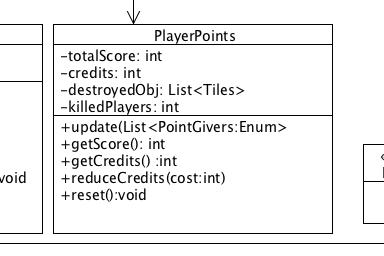 PlayerPoints
-totalScore: int
-credits: int
-destroyedObj: List<Tiles>
-killedPlayers: int
+update(List<PointGivers:Enum>
+getScore(): int
+getCredits() :int
void
+reduceCredits(cost:int)
+reset():void